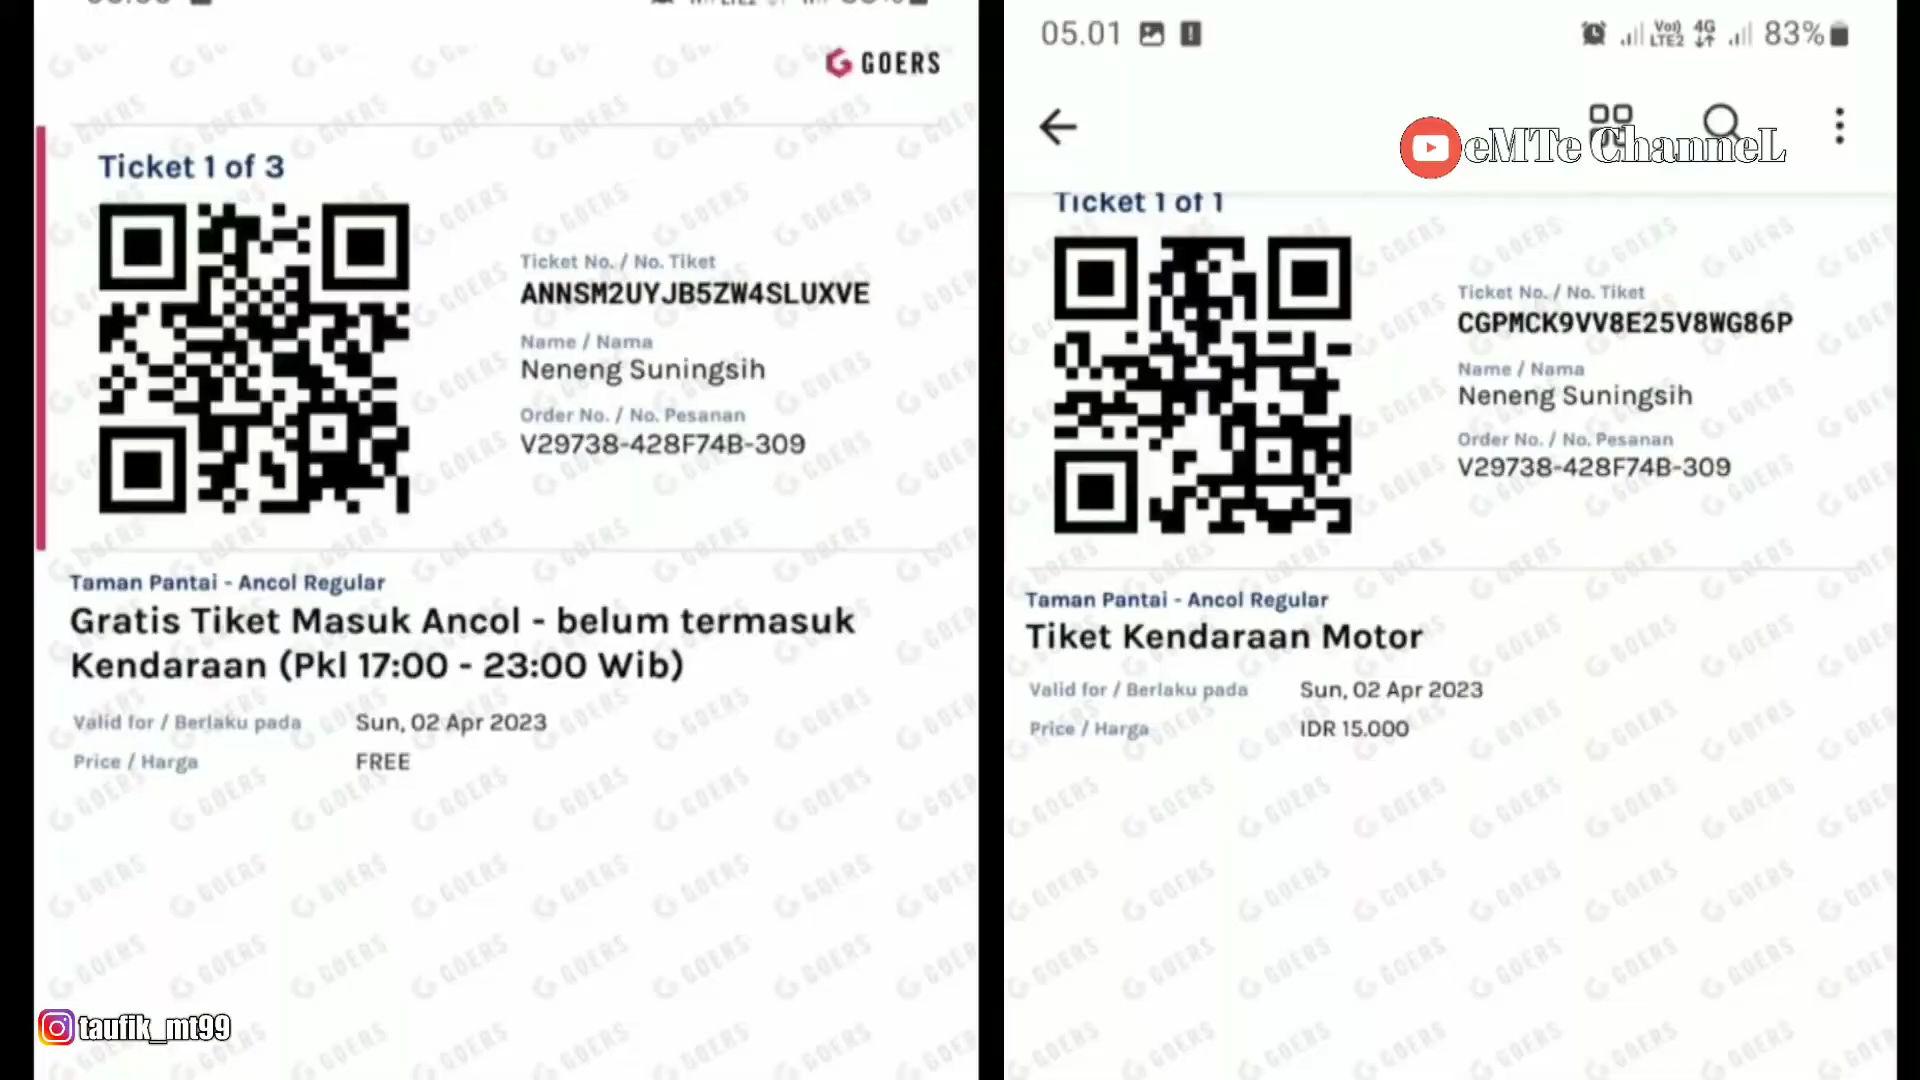 GOERS
Ticket 1 of 3
Ticket No. / No. Tiket
ANNSM2UYJB5ZW4SLUXVE
Name / Nama
Neneng Suningsih
Order No. / No. Pesanan
V29738-428F74B-309
Taman Pantai - Ancol Regular
Gratis Tiket Masuk Ancol - belum termasuk
Kendaraan (Pkl 17:00 - 23:00 Wib)
Valid for / Berlaku pada Sun, 02 Apr 2023
Price / Harga FREE
taufik_mt99
05.01 Vo)) LTE2 4G 83%
eMTe ChanneL
Ticket 1 of 1
Ticket No. / No. Tiket
CGPMCK9VV8E25V8WG86P
Name / Nama
Neneng Suningsih
Order No. / No. Pesanan
V29738-428F74B-309
Taman Pantai - Ancol Regular
Tiket Kendaraan Motor
Valid for / Berlaku pada Sun, 02 Apr 2023
Price / Harga IDR 15.000